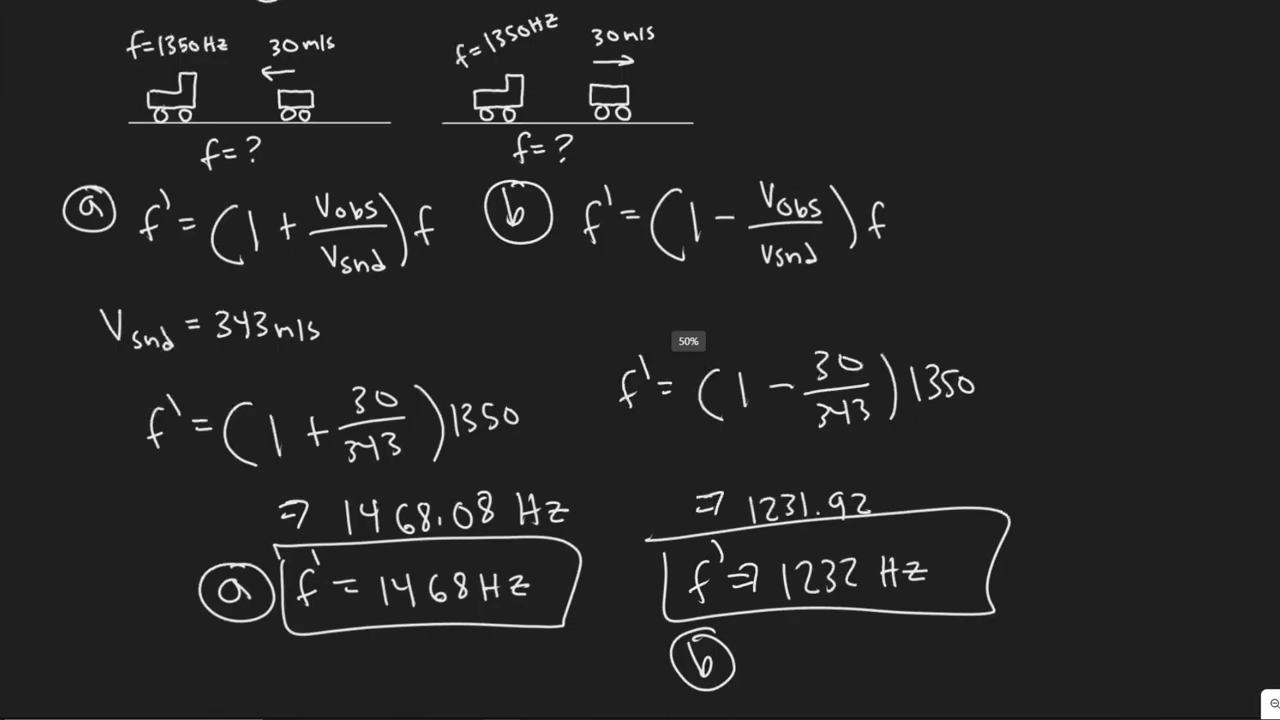 f=1350Hz 30m/s
f=?
f=1350Hz 30m/s
f=?
ⓐ f' = (1 + Vobs/Vsnd) f
Vsnd = 343m/s
f' = (1 + 30/343) 1350
⇒ 1468.08 Hz
ⓐ f' = 1468Hz
ⓑ f' = (1 - Vobs/Vsnd) f
50%
f' = (1 - 30/343) 1350
⇒ 1231.92
f' ⇒ 1232 Hz
ⓑ